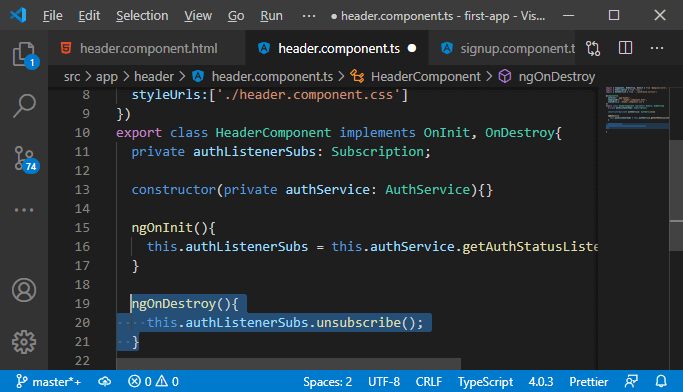 File Edit Selection View Go Run ··· ● header.component.ts - first-app - Vis...
header.component.html header.component.ts ● signup.component.t
src > app > header > header.component.ts > HeaderComponent > ngOnDestroy
8 styleUrls:['./header.component.css']
9 })
10 export class HeaderComponent implements OnInit, OnDestroy{
11 private authListenerSubs: Subscription;
12
13 constructor(private authService: AuthService){}
14
15 ngOnInit(){
16 this.authListenerSubs = this.authService.getAuthStatusListe
17 }
18
19 ngOnDestroy(){
20 this.authListenerSubs.unsubscribe();
21 }
22
1
74
master*+ 0 0 Spaces: 2 UTF-8 CRLF TypeScript 4.0.3 Prettier